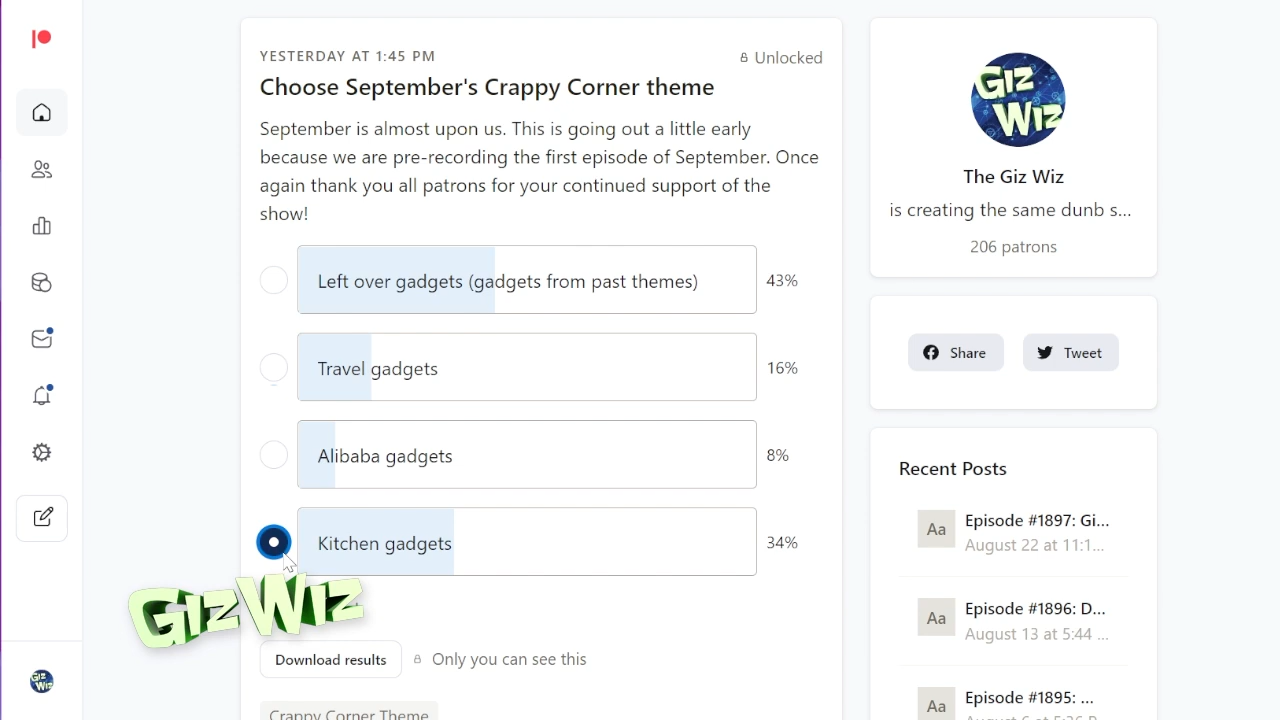 YESTERDAY AT 1:45 PM
Unlocked
Choose September's Crappy Corner theme
September is almost upon us. This is going out a little early
because we are pre-recording the first episode of September. Once
again thank you all patrons for your continued support of the
show!
Left over gadgets (gadgets from past themes)
43%
Travel gadgets
16%
Alibaba gadgets
8%
Kitchen gadgets
34%
GIZWIZ
Download results
Only you can see this
Crappy Corner Theme
GIZ
WIZ
The Giz Wiz
is creating the same dunb s...
206 patrons
Share
Tweet
Recent Posts
Aa
Episode #1897: Gi...
August 22 at 11:1...
Aa
Episode #1896: D...
August 13 at 5:44 ...
Aa
Episode #1895: ...
GIZ
WIZ